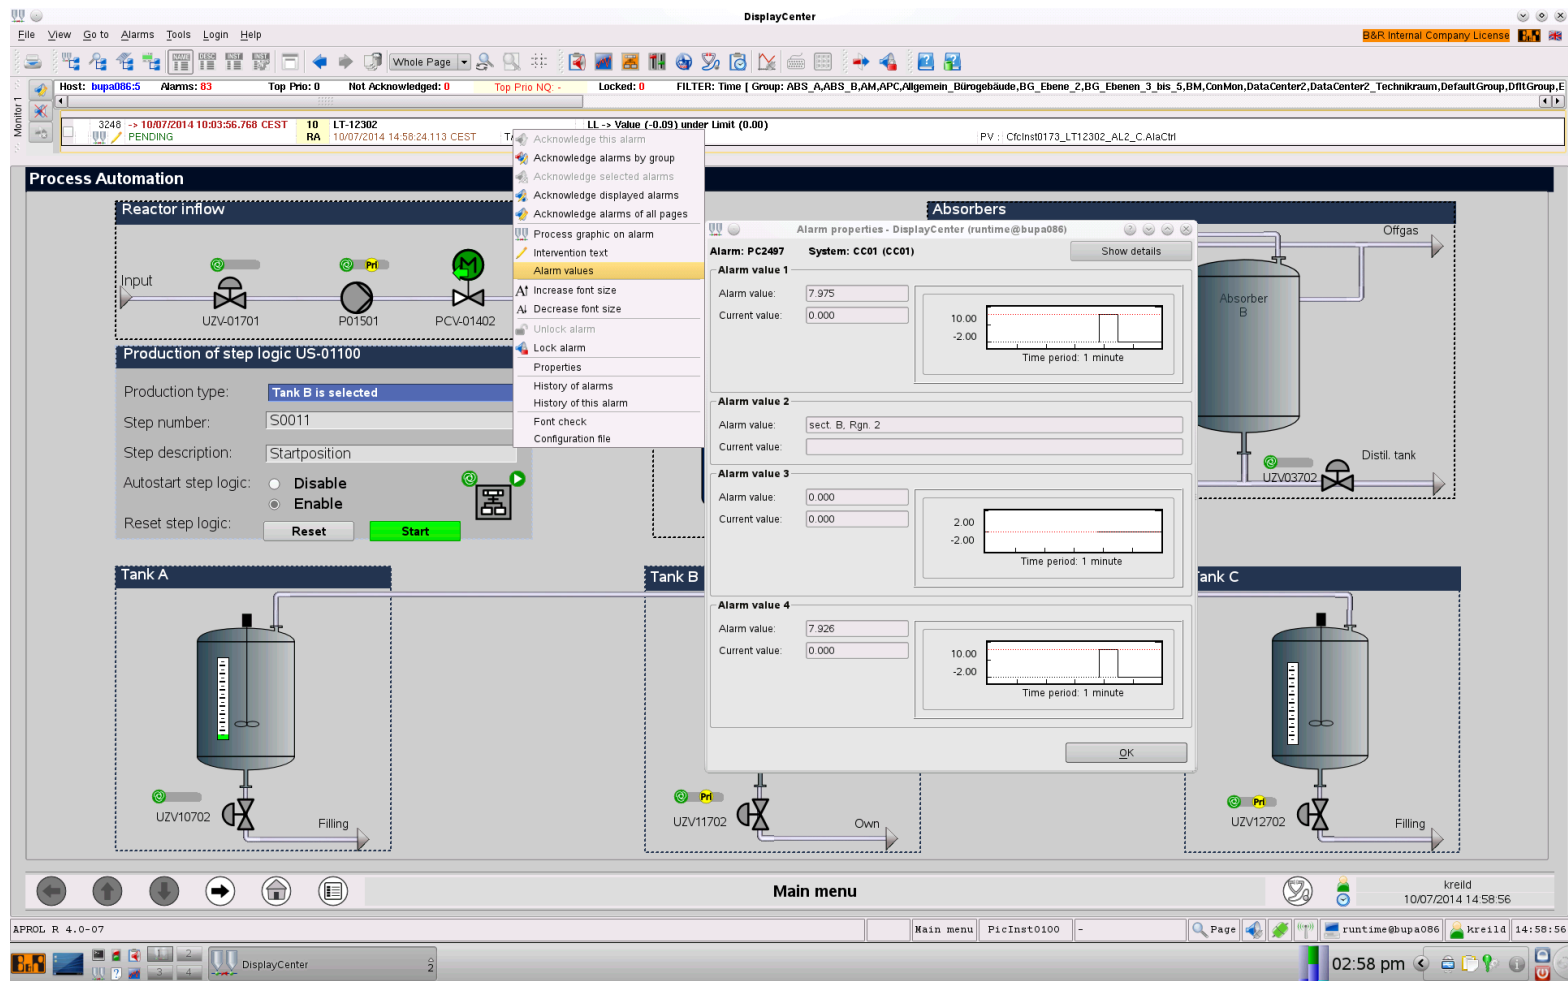 DisplayCenter
File View Go to Alarms Tools Login Help
B&R Internal Company License
NAME DESC INST INST
Whole Page
Host: bupa086:5 Alarms: 83 Top Prio: 0 Not Acknowledged: 0 Top Prio NQ: - Locked: 0 FILTER: Time [ Group: ABS_A,ABS_B,AM,APC,Allgemein_Bürogebäude,BG_Ebene_2,BG_Ebenen_3_bis_5,BM,ConMon,DataCenter2,DataCenter2_Technikraum,DefaultGroup,DfltGroup,E
Monitor 1
3248 -> 10/07/2014 10:03:56.768 CEST 10 LT-12302 LL -> Value (-0.09) under Limit (0.00)
PENDING RA 10/07/2014 14:58:24.113 CEST PV : CfcInst0173_LT12302_AL2_C.AlaCtrl
Acknowledge this alarm
Acknowledge alarms by group
Acknowledge selected alarms
Acknowledge displayed alarms
Acknowledge alarms of all pages
Process graphic on alarm
Intervention text
Alarm values
Increase font size
Decrease font size
Unlock alarm
Lock alarm
Properties
History of alarms
History of this alarm
Font check
Configuration file
Process Automation
Reactor inflow
Input
Pri
M
UZV-01701
P01501
PCV-01402
Production of step logic US-01100
Production type: Tank B is selected
Step number: S0011
Step description: Startposition
Autostart step logic: Disable
Enable
Reset step logic: Reset Start
Alarm properties - DisplayCenter (runtime@bupa086)
Alarm: PC2497 System: CC01 (CC01) Show details
Alarm value 1
Alarm value: 7.975
Current value: 0.000
10.00
-2.00
Time period: 1 minute
Alarm value 2
Alarm value: sect. B, Rgn. 2
Current value:
Alarm value 3
Alarm value: 0.000
Current value: 0.000
2.00
-2.00
Time period: 1 minute
Alarm value 4
Alarm value: 7.926
Current value: 0.000
10.00
-2.00
Time period: 1 minute
OK
Absorbers
Offgas
Absorber
B
Distil. tank
UZV03702
Tank A
UZV10702
Filling
Tank B
Pri
UZV11702
Own
ank C
Pri
UZV12702
Filling
Main menu
kreild
10/07/2014 14:58:56
APROL R 4.0-07 Main menu PicInst0100 - Page runtime@bupa086 kreild 14:58:56
B&R 1 2 3 4 DisplayCenter 2 02:58 pm